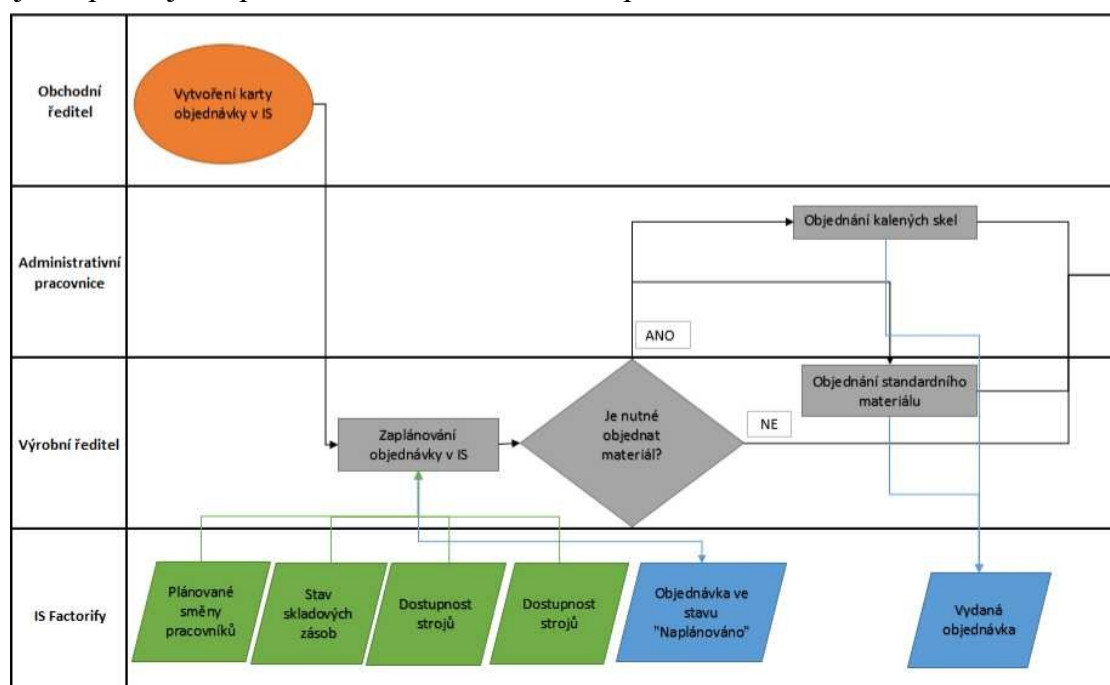 Obchodní
ředitel
Vytvoření karty
objednávky v IS
Administrativní
pracovnice
Objednání kalených skel
ANO
Výrobní ředitel
Zaplánování
objednávky v IS
Je nutné
objednat
materiál?
NE
Objednání standardního
materiálu
IS Factorify
Plánované
směny
pracovníků
Stav
skladových
zásob
Dostupnost
strojů
Dostupnost
strojů
Objednávka ve
stavu
"Naplánováno"
Vydaná
objednávka